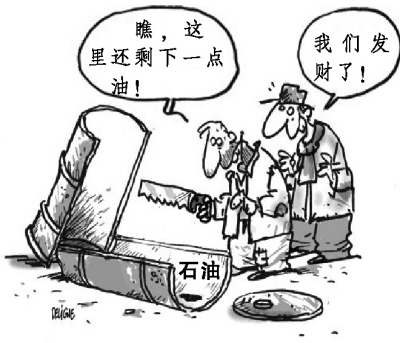 瞧，这
里还剩下一点
油！
我们发
财了！
石油
DELIGNE